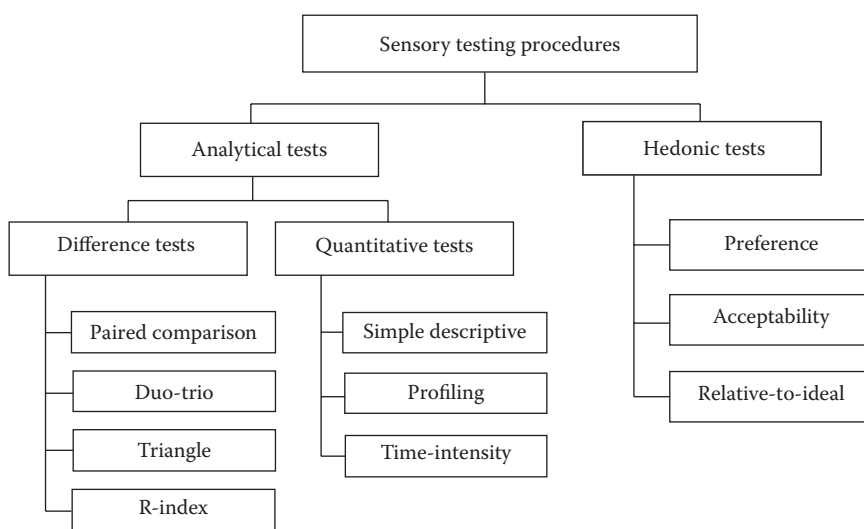 Sensory testing procedures
Analytical tests
Hedonic tests
Difference tests
Quantitative tests
Preference
Paired comparison
Simple descriptive
Acceptability
Duo-trio
Profiling
Relative-to-ideal
Triangle
Time-intensity
R-index